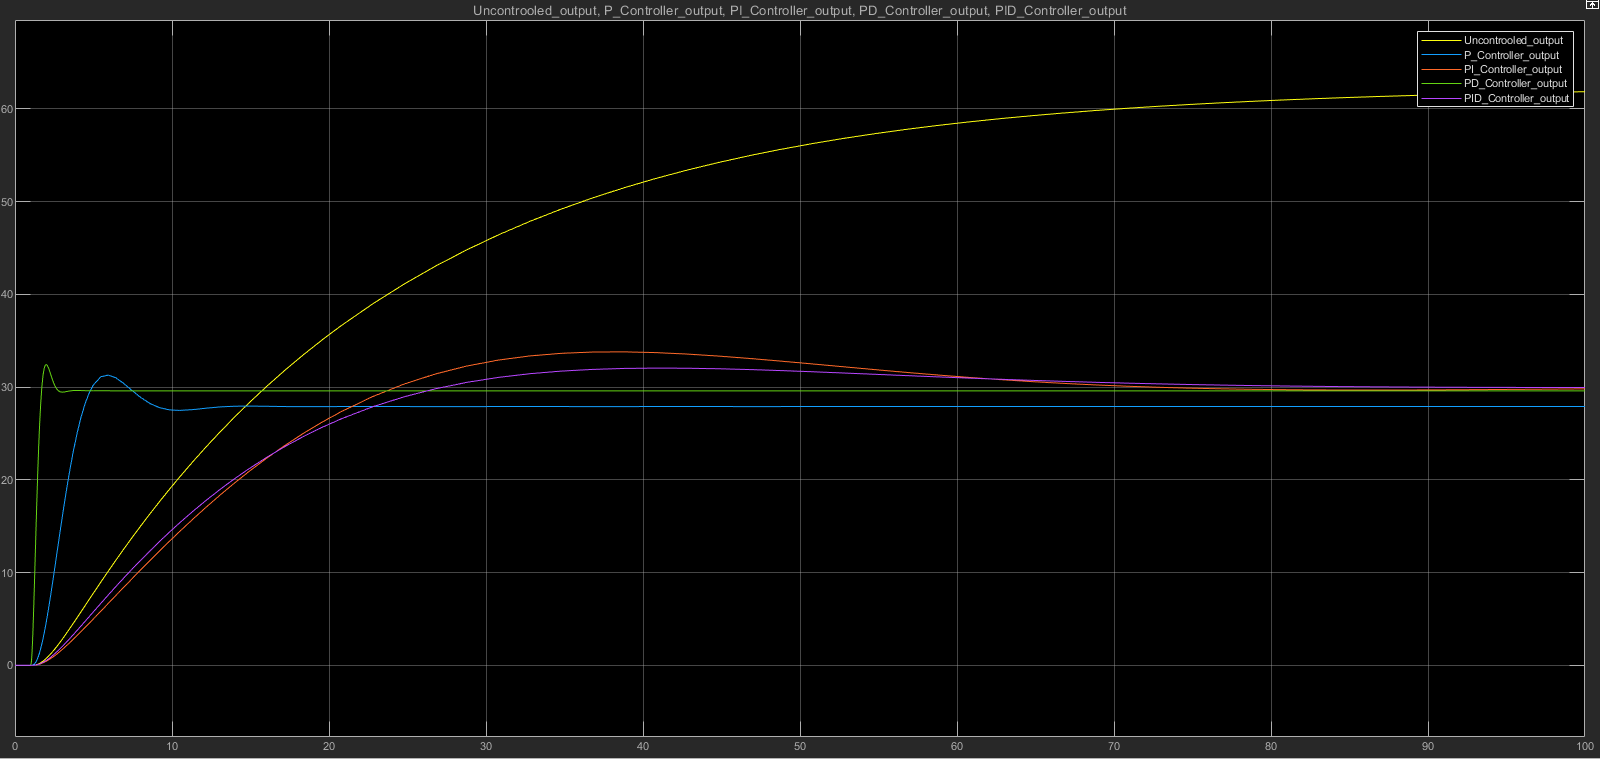 Uncontrooled_output, P_Controller_output, PI_Controller_output, PD_Controller_output, PID_Controller_output
Uncontrooled_output
P_Controller_output
PI_Controller_output
PD_Controller_output
PID_Controller_output
60
50
40
30
20
10
0
0 10 20 30 40 50 60 70 80 90 100